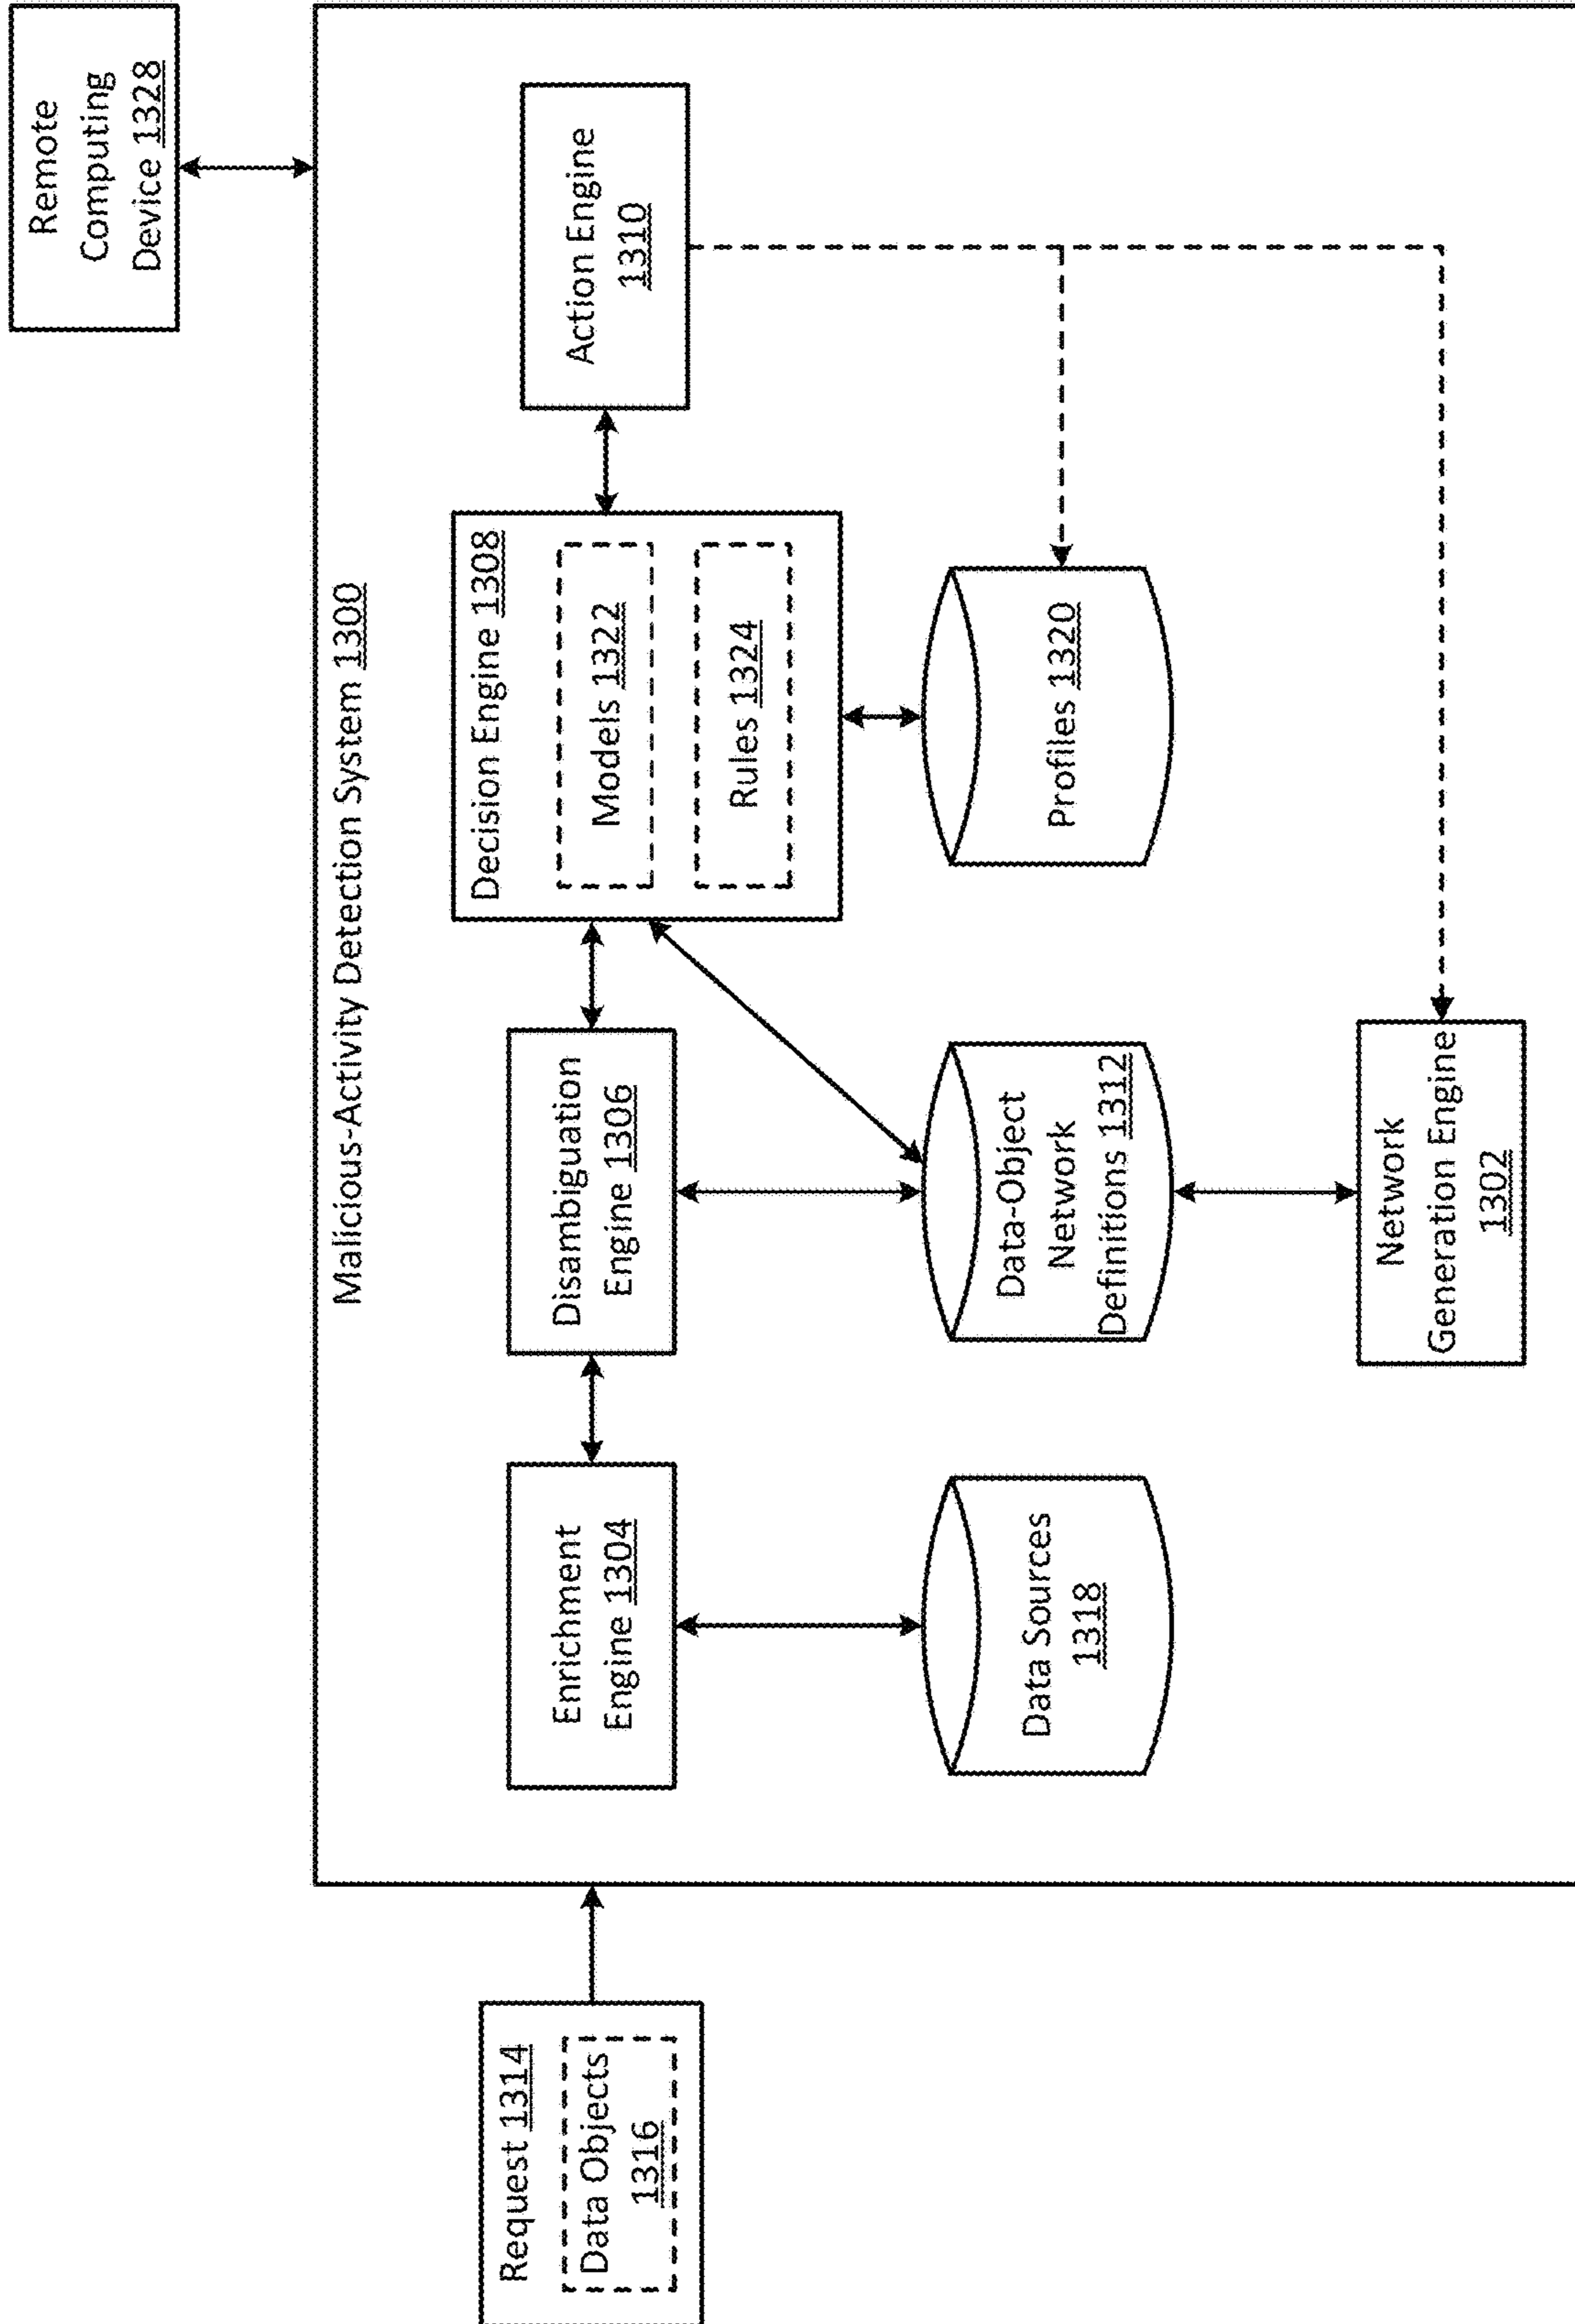 Remote
Computing
Device 1328
Malicious-Activity Detection System 1300
Request 1314
Data Objects
1316
Enrichment
Engine 1304
Disambiguation
Engine 1306
Decision Engine 1308
Models 1322
Rules 1324
Action Engine
1310
Data Sources
1318
Data-Object
Network
Definitions 1312
Profiles 1320
Network
Generation Engine
1302